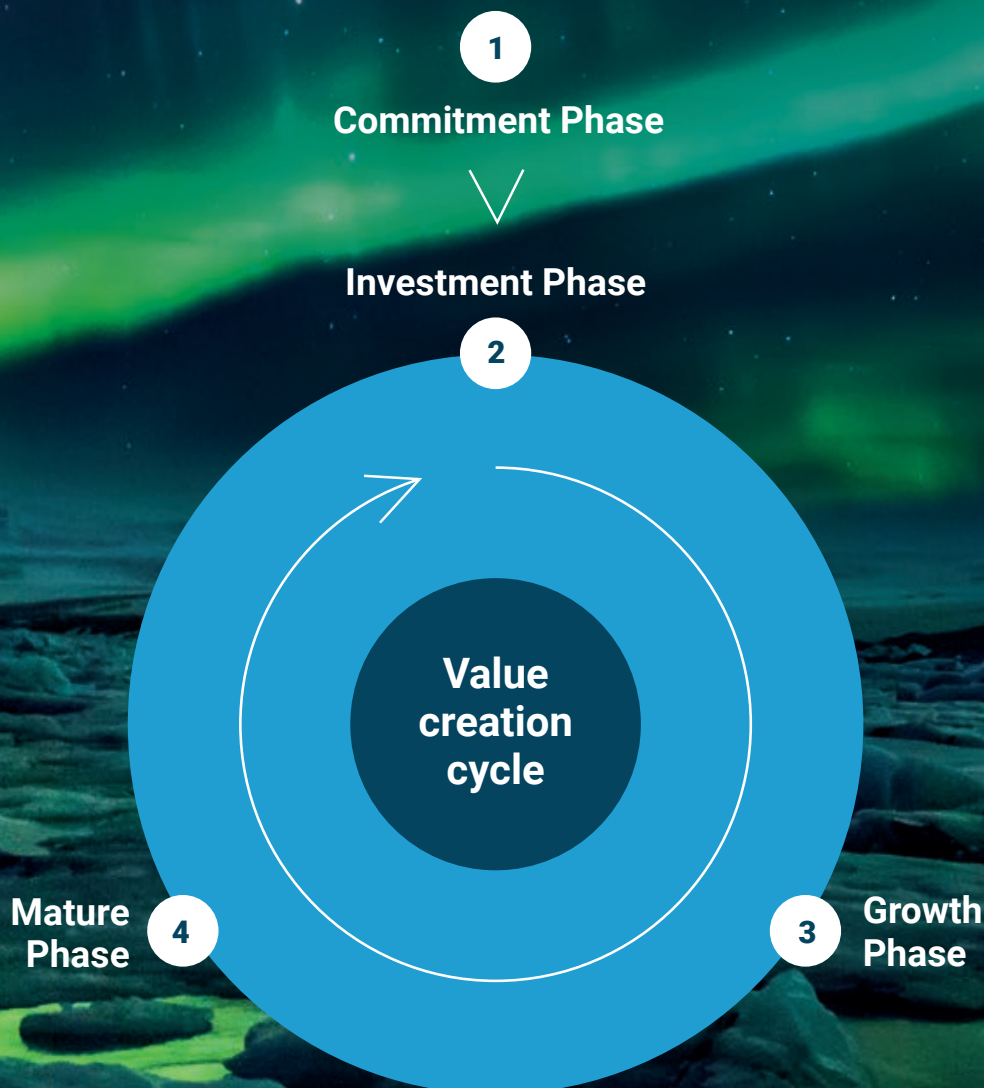 1
Commitment Phase
Investment Phase
2
Value
creation
cycle
Mature
Phase
4
3
Growth
Phase